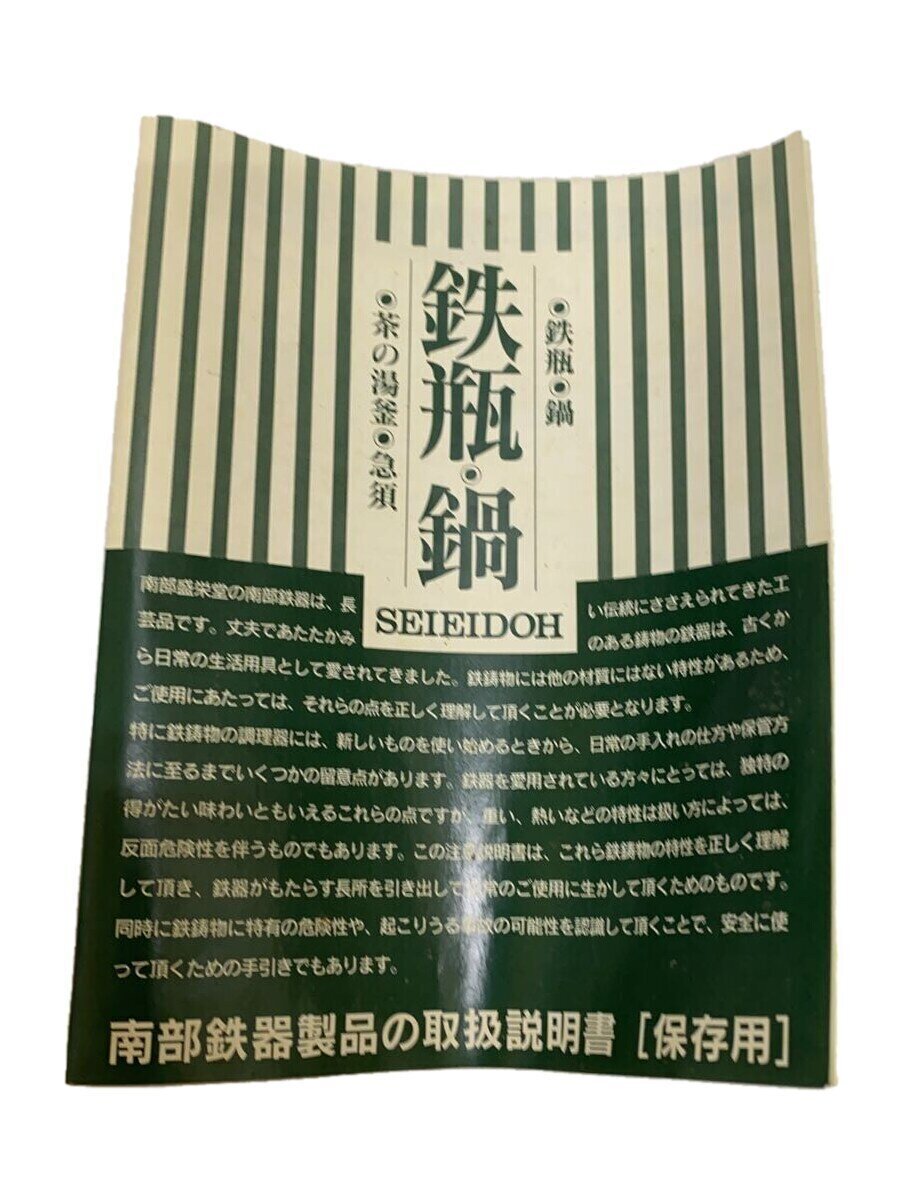 ●鉄瓶●鍋
鉄瓶・鍋
●茶の湯釜●急須
SEIEIDOH
南部盛栄堂の南部鉄器は、長い伝統にささえられてきた工
芸品です。丈夫であたたかみのある鋳物の鉄器は、古くか
ら日常の生活用具として愛されてきました。鉄鋳物には他の材質にはない特性があるため、
ご使用にあたっては、それらの点を正しく理解して頂くことが必要となります。
特に鉄鋳物の調理器には、新しいものを使い始めるときから、日常の手入れの仕方や保管方
法に至るまでいくつかの留意点があります。鉄器を愛用されている方々にとっては、独特の
得がたい味わいともいえるこれらの点ですが、重い、熱いなどの特性は扱い方によっては、
反面危険性を伴うものでもあります。この注意説明書は、これら鉄鋳物の特性を正しく理解
して頂き、鉄器がもたらす長所を引き出して日常のご使用に生かして頂くためのものです。
同時に鉄鋳物に特有の危険性や、起こりうる事故の可能性を認識して頂くことで、安全に使
って頂くための手引きでもあります。
南部鉄器製品の取扱説明書［保存用］